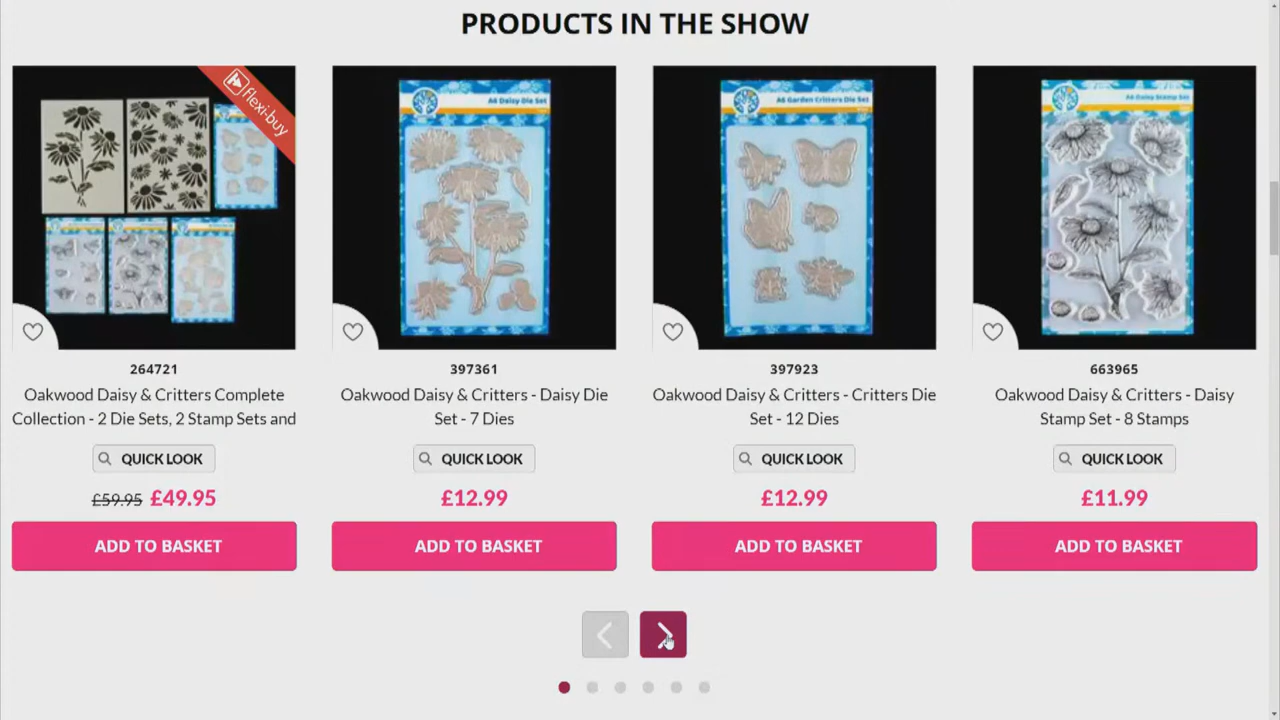 PRODUCTS IN THE SHOW
flexi-buy
A6 Daisy Die Set
A6 Garden Critters Die Set
A6 Daisy Stamp Set
264721
397361
397923
663965
Oakwood Daisy & Critters Complete
Collection - 2 Die Sets, 2 Stamp Sets and
Oakwood Daisy & Critters - Daisy Die
Set - 7 Dies
Oakwood Daisy & Critters - Critters Die
Set - 12 Dies
Oakwood Daisy & Critters - Daisy
Stamp Set - 8 Stamps
QUICK LOOK
QUICK LOOK
QUICK LOOK
QUICK LOOK
£59.95 £49.95
£12.99
£12.99
£11.99
ADD TO BASKET
ADD TO BASKET
ADD TO BASKET
ADD TO BASKET